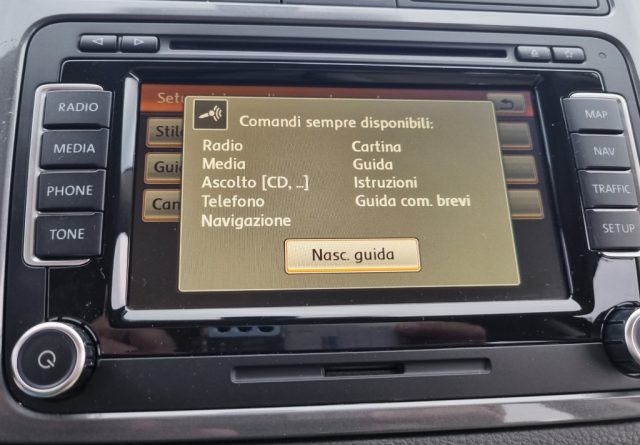 RADIO
MEDIA
PHONE
TONE
Comandi sempre disponibili:
Radio Cartina
Media Guida
Ascolto [CD, ...] Istruzioni
Telefono Guida com. brevi
Navigazione
Nasc. guida
MAP
NAV
TRAFFIC
SETUP